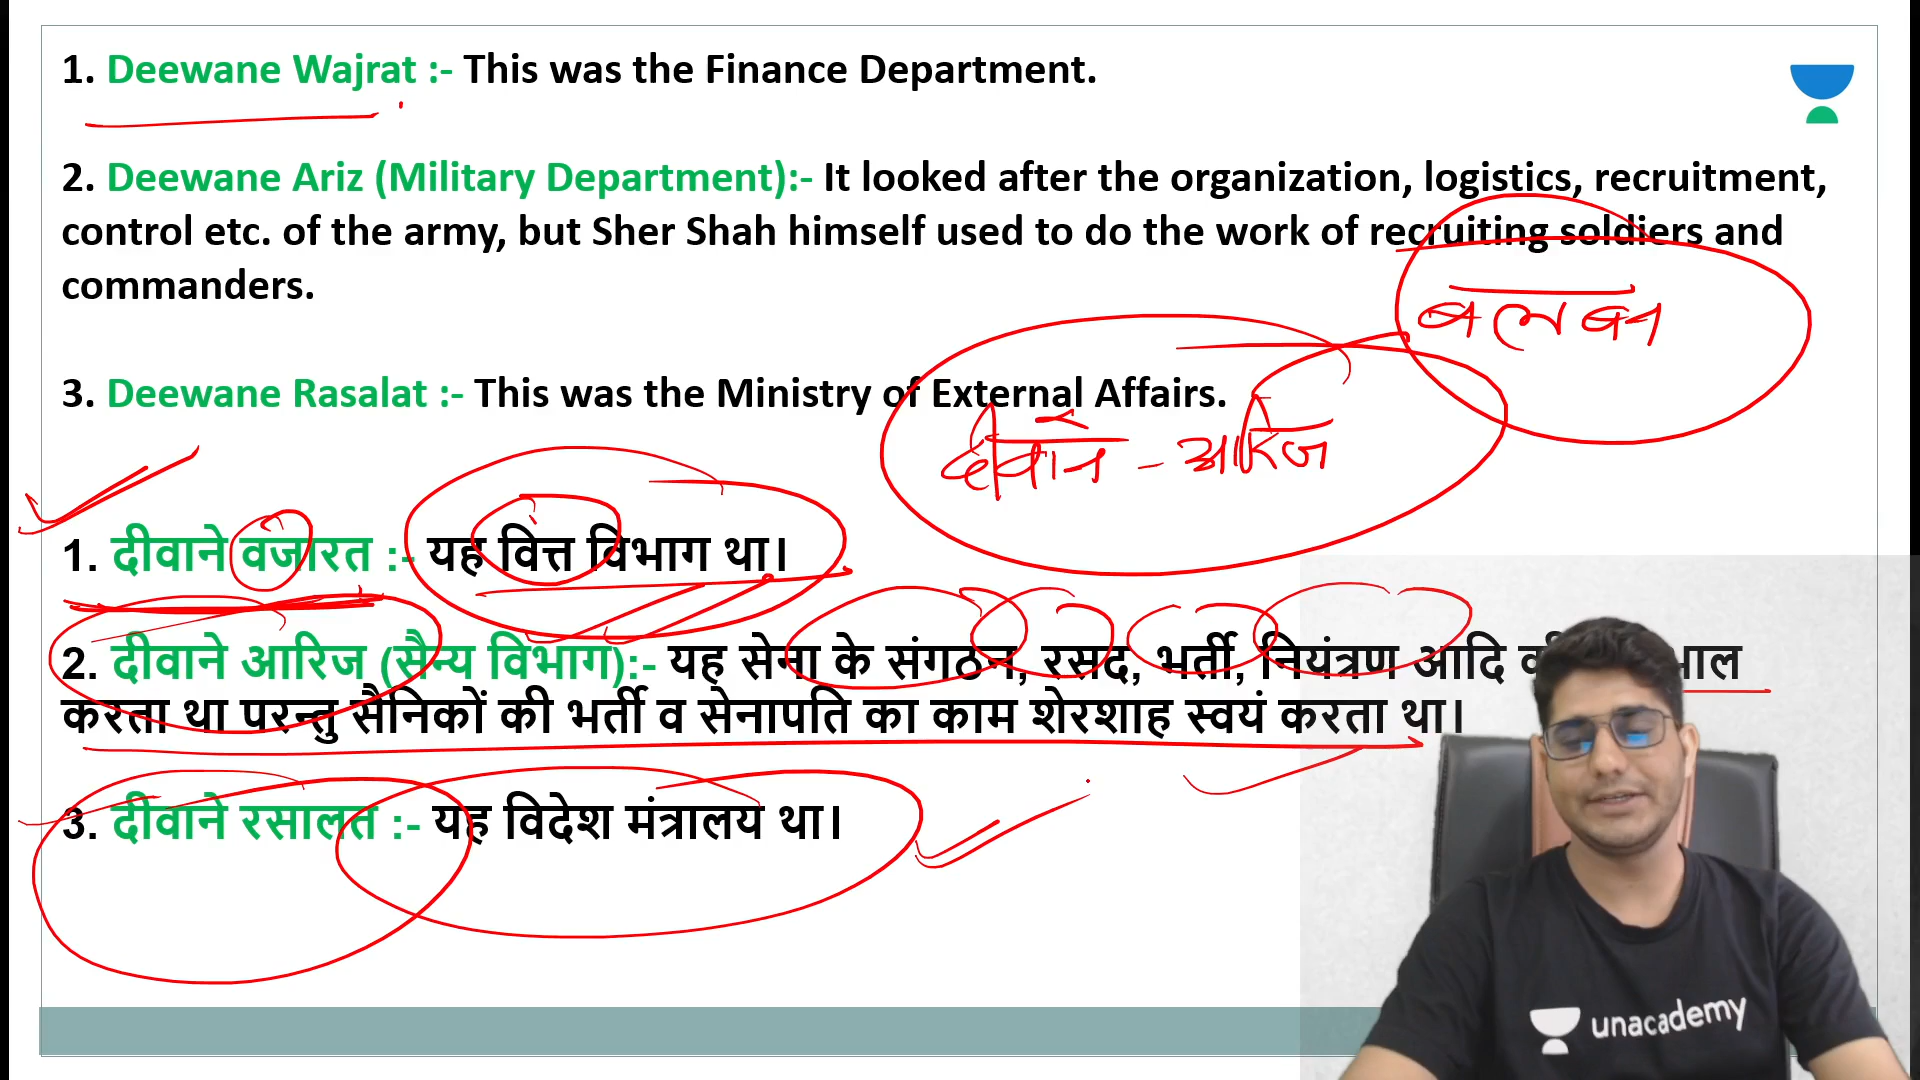 1. Deewane Wajrat :- This was the Finance Department.
2. Deewane Ariz (Military Department):- It looked after the organization, logistics, recruitment,
control etc. of the army, but Sher Shah himself used to do the work of recruiting soldiers and
commanders.
बलबन
3. Deewane Rasalat :- This was the Ministry of External Affairs.
दीवान - आरिज
1. दीवाने वजारत :- यह वित्त विभाग था।
2. दीवाने आरिज (सैन्य विभाग):- यह सेना के संगठन, रसद, भर्ती, नियंत्रण आदि
करता था परन्तु सैनिकों की भर्ती व सेनापति का काम शेरशाह स्वयं करता था।
3. दीवाने रसालत :- यह विदेश मंत्रालय था।
unacademy